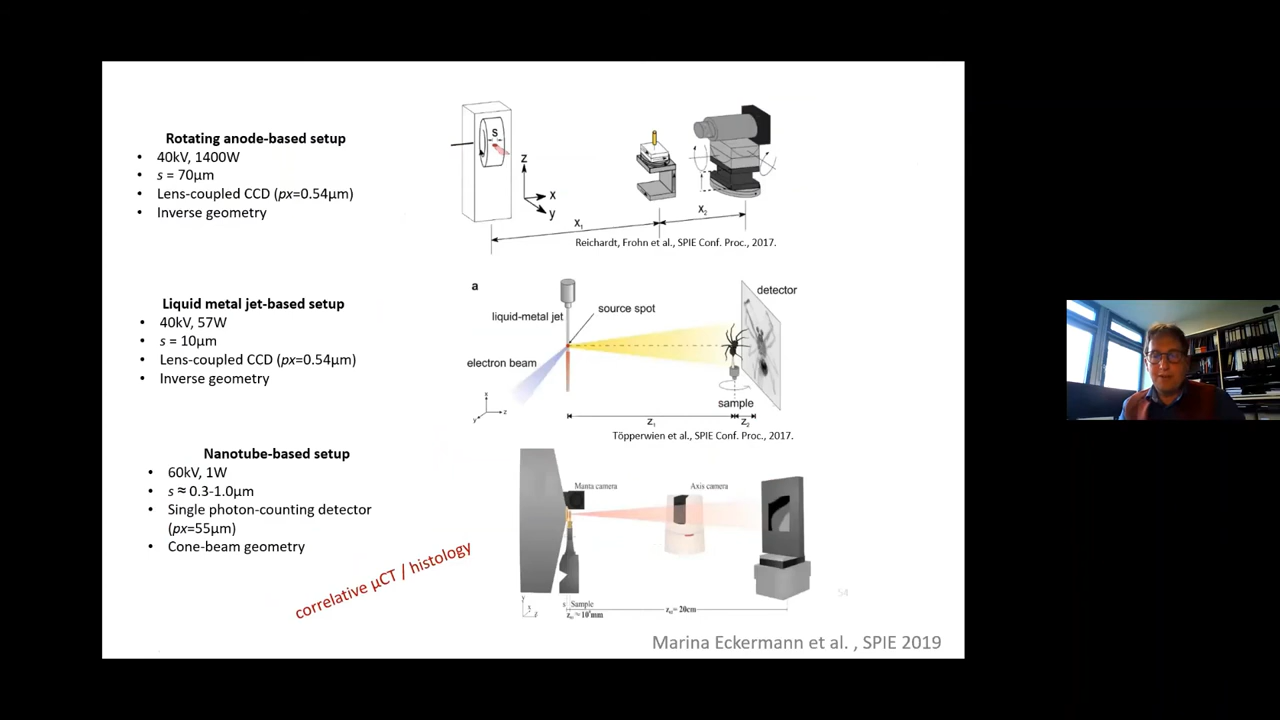 Rotating anode-based setup
• 40kV, 1400W
• s = 70μm
• Lens-coupled CCD (px=0.54μm)
• Inverse geometry
S
z
x
y
x₁
x₂
Reichardt, Frohn et al., SPIE Conf. Proc., 2017.
Liquid metal jet-based setup
• 40kV, 57W
• s = 10μm
• Lens-coupled CCD (px=0.54μm)
• Inverse geometry
a
detector
liquid-metal jet
source spot
electron beam
sample
x
z
y
z₁
z₂
Töpperwien et al., SPIE Conf. Proc., 2017.
Nanotube-based setup
• 60kV, 1W
• s ≈ 0.3-1.0μm
• Single photon-counting detector
(px=55μm)
• Cone-beam geometry
correlative μCT / histology
Manta camera
Axis camera
y
x
z
s
Sample
= 20cm
54
Marina Eckermann et al. , SPIE 2019